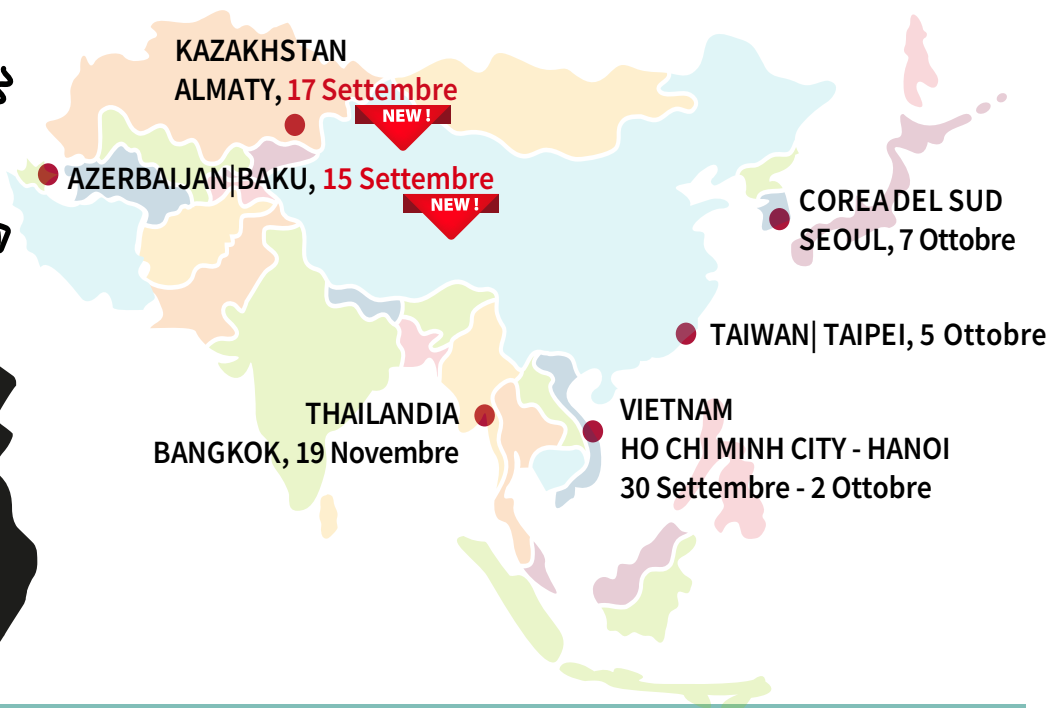 KAZAKHSTAN
ALMATY, 17 Settembre
NEW !
AZERBAIJAN|BAKU, 15 Settembre
NEW !
COREA DEL SUD
SEOUL, 7 Ottobre
TAIWAN| TAIPEI, 5 Ottobre
THAILANDIA
BANGKOK, 19 Novembre
VIETNAM
HO CHI MINH CITY - HANOI
30 Settembre - 2 Ottobre